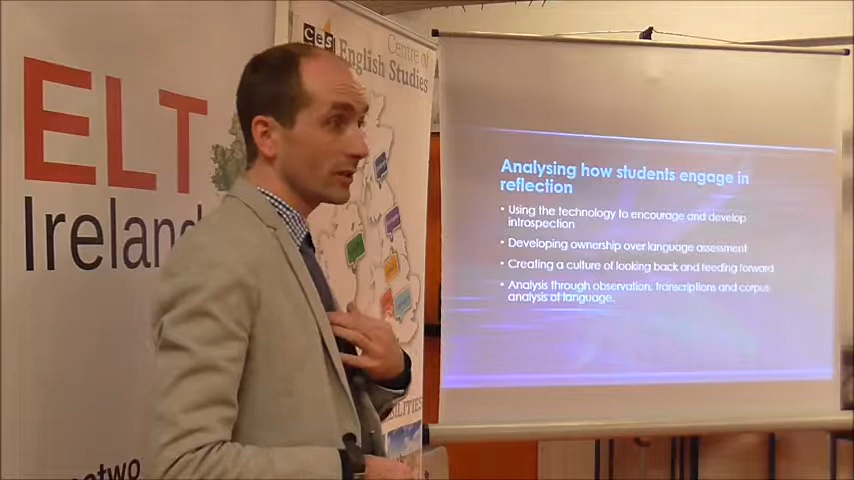 ELT
Ireland
network
ces
Centre of
English Studies
Analysing how students engage in
reflection
• Using the technology to encourage and develop
introspection
• Developing ownership over language assessment
• Creating a culture of looking back and feeding forward
• Analysis through observation, transcriptions and corpus
analysis of language.